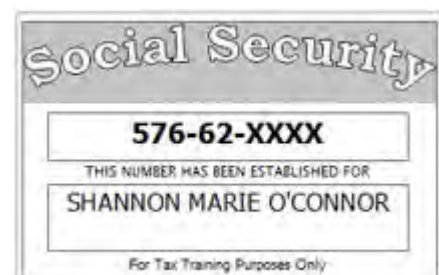 Social Security
576-62-XXXX
THIS NUMBER HAS BEEN ESTABLISHED FOR
SHANNON MARIE O'CONNOR
For Tax Training Purposes Only